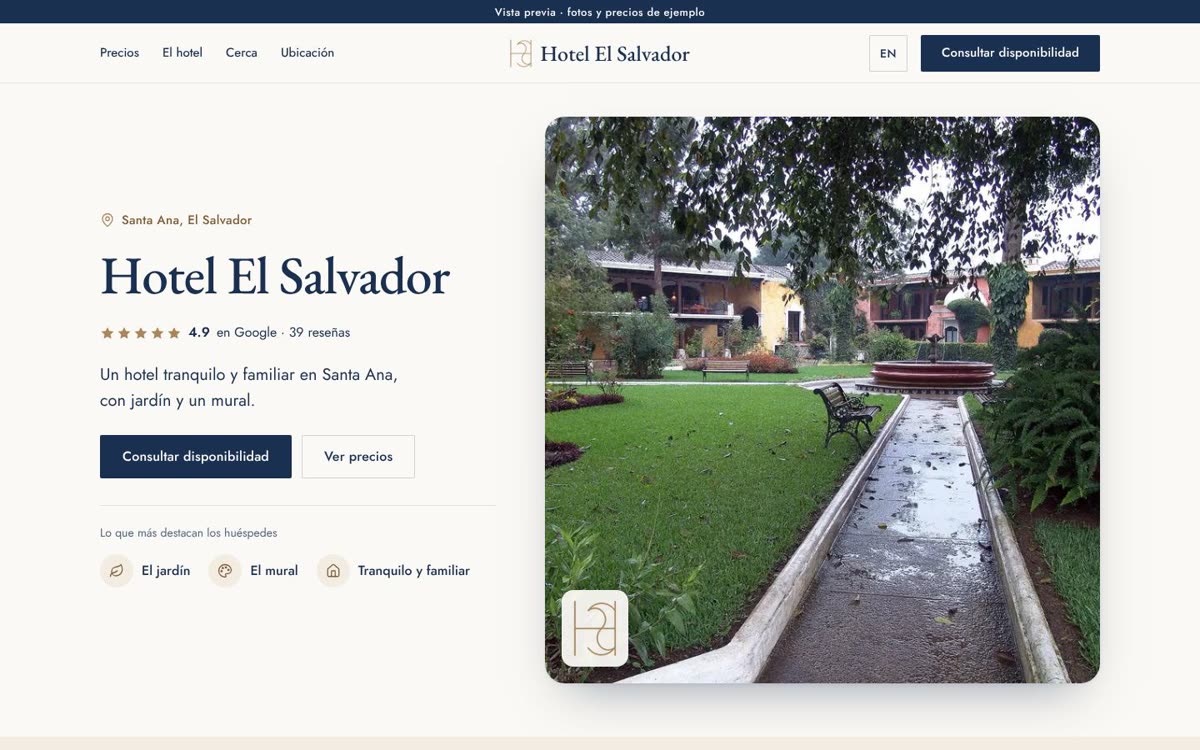 Vista previa · fotos y precios de ejemplo
Precios
El hotel
Cerca
Ubicación
Hotel El Salvador
EN
Consultar disponibilidad
Santa Ana, El Salvador
Hotel El Salvador
4.9 en Google · 39 reseñas
Un hotel tranquilo y familiar en Santa Ana,
con jardín y un mural.
Consultar disponibilidad
Ver precios
Lo que más destacan los huéspedes
El jardín
El mural
Tranquilo y familiar